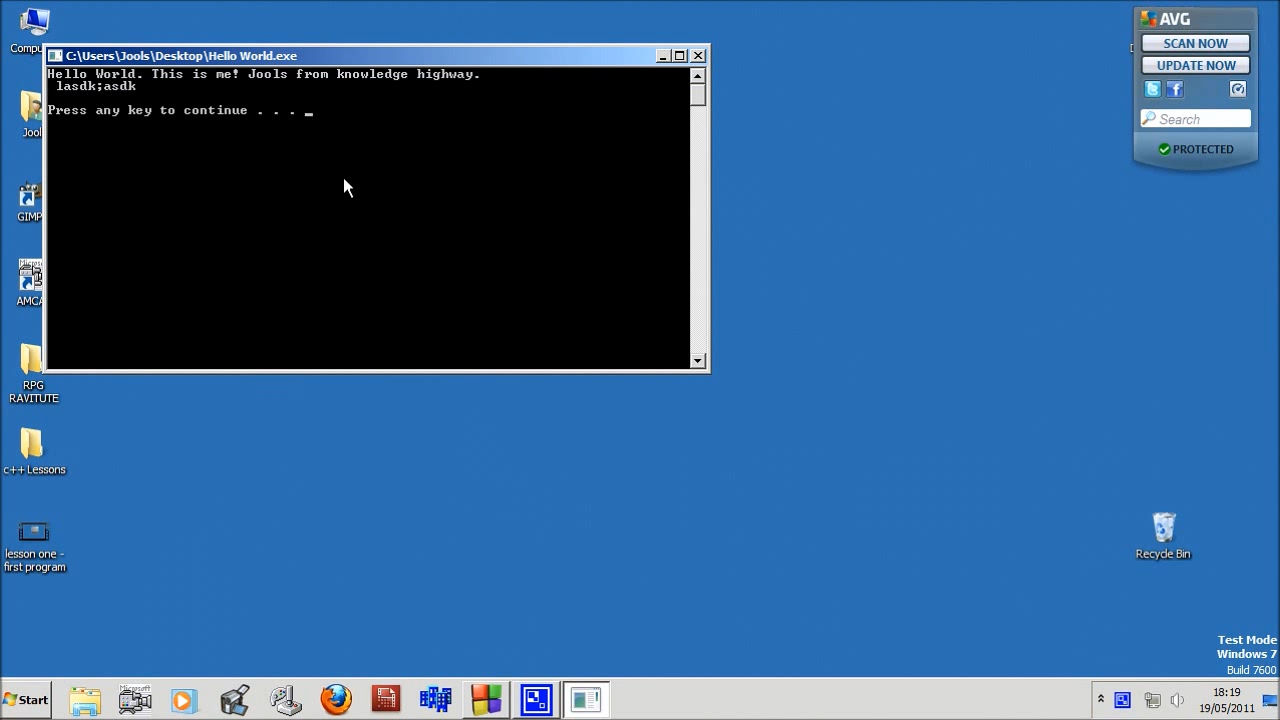 Compu
C:\Users\Jools\Desktop\Hello World.exe
Hello World. This is me! Jools from knowledge highway.
lasdk;asdk
Press any key to continue . . . _
AVG
SCAN NOW
UPDATE NOW
Search
PROTECTED
Jool
GIMP
AMCA
RPG
RAVITUTE
c++ Lessons
lesson one -
first program
Recycle Bin
Test Mode
Windows 7
Build 7600
Start
18:19
19/05/2011